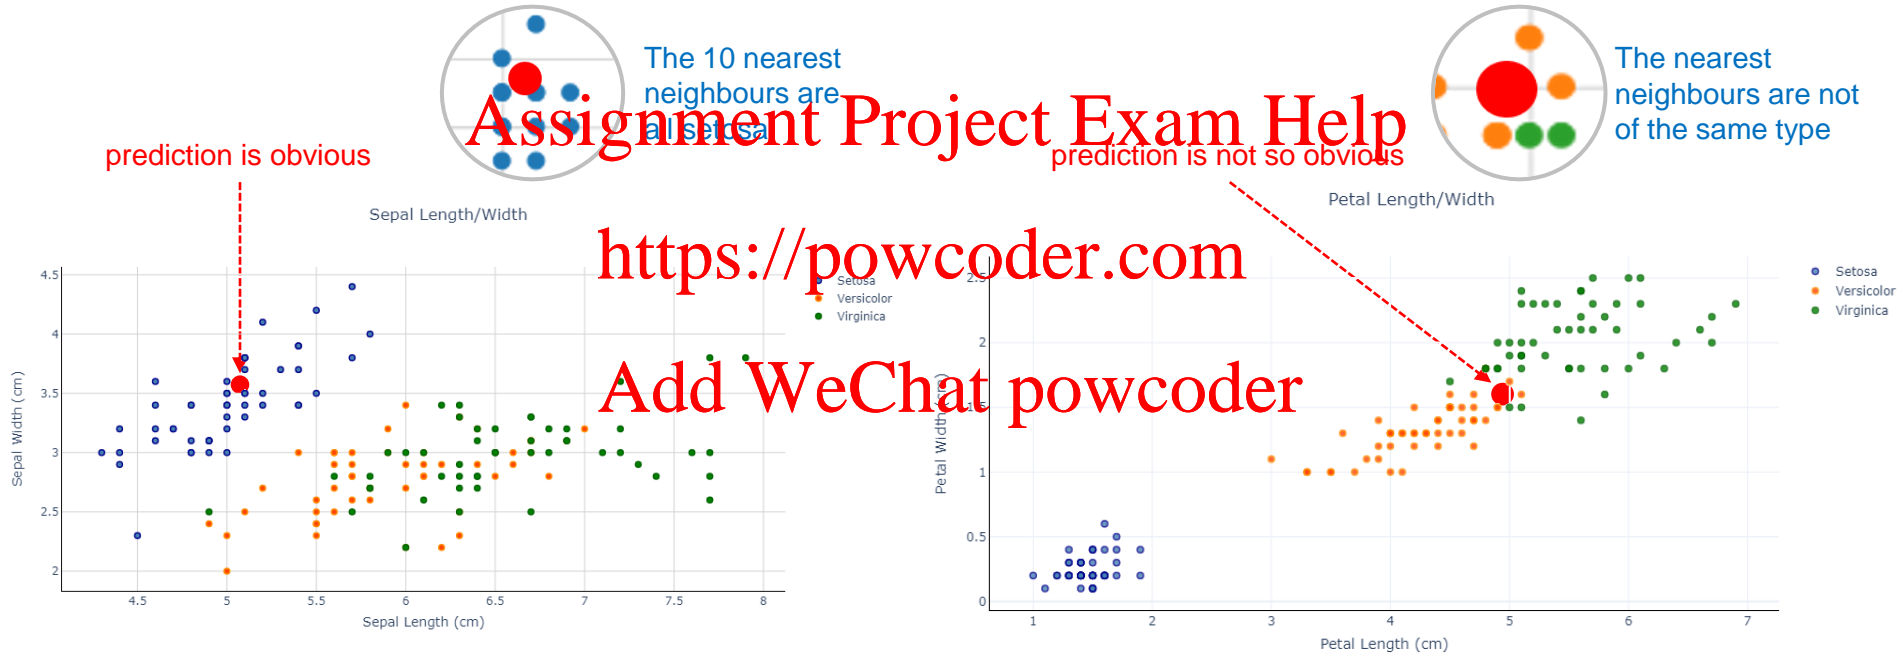 The 10 nearest
neighbours are
all setosa
The nearest
neighbours are not
of the same type
Assignment Project Exam Help
prediction is obvious
prediction is not so obvious
Sepal Length/Width
Petal Length/Width
https://powcoder.com
Add WeChat powcoder
4.5
4
3.5
3
2.5
2
Sepal Width (cm)
4.5 5 5.5 6 6.5 7 7.5 8
Sepal Length (cm)
Setosa
Versicolor
Virginica
2.5
2
1.5
1
0.5
0
Petal Width (cm)
1 2 3 4 5 6 7
Petal Length (cm)
Setosa
Versicolor
Virginica